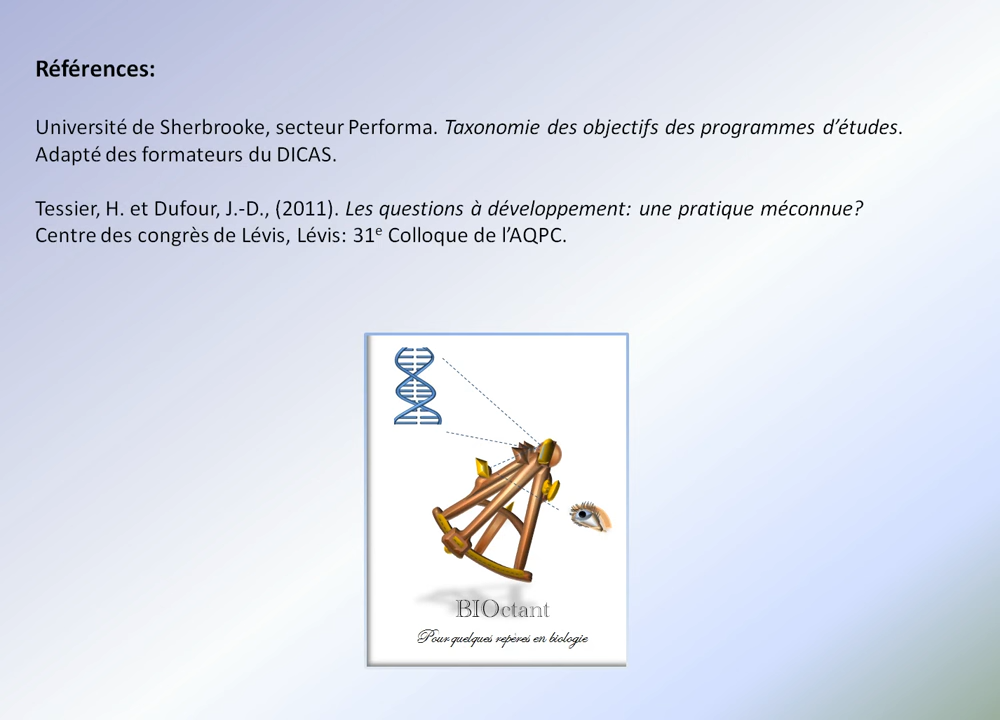 Références:
Université de Sherbrooke, secteur Performa. Taxonomie des objectifs des programmes d’études.
Adapté des formateurs du DICAS.
Tessier, H. et Dufour, J.-D., (2011). Les questions à développement: une pratique méconnue?
Centre des congrès de Lévis, Lévis: 31e Colloque de l’AQPC.
BIOctant
Pour quelques repères en biologie